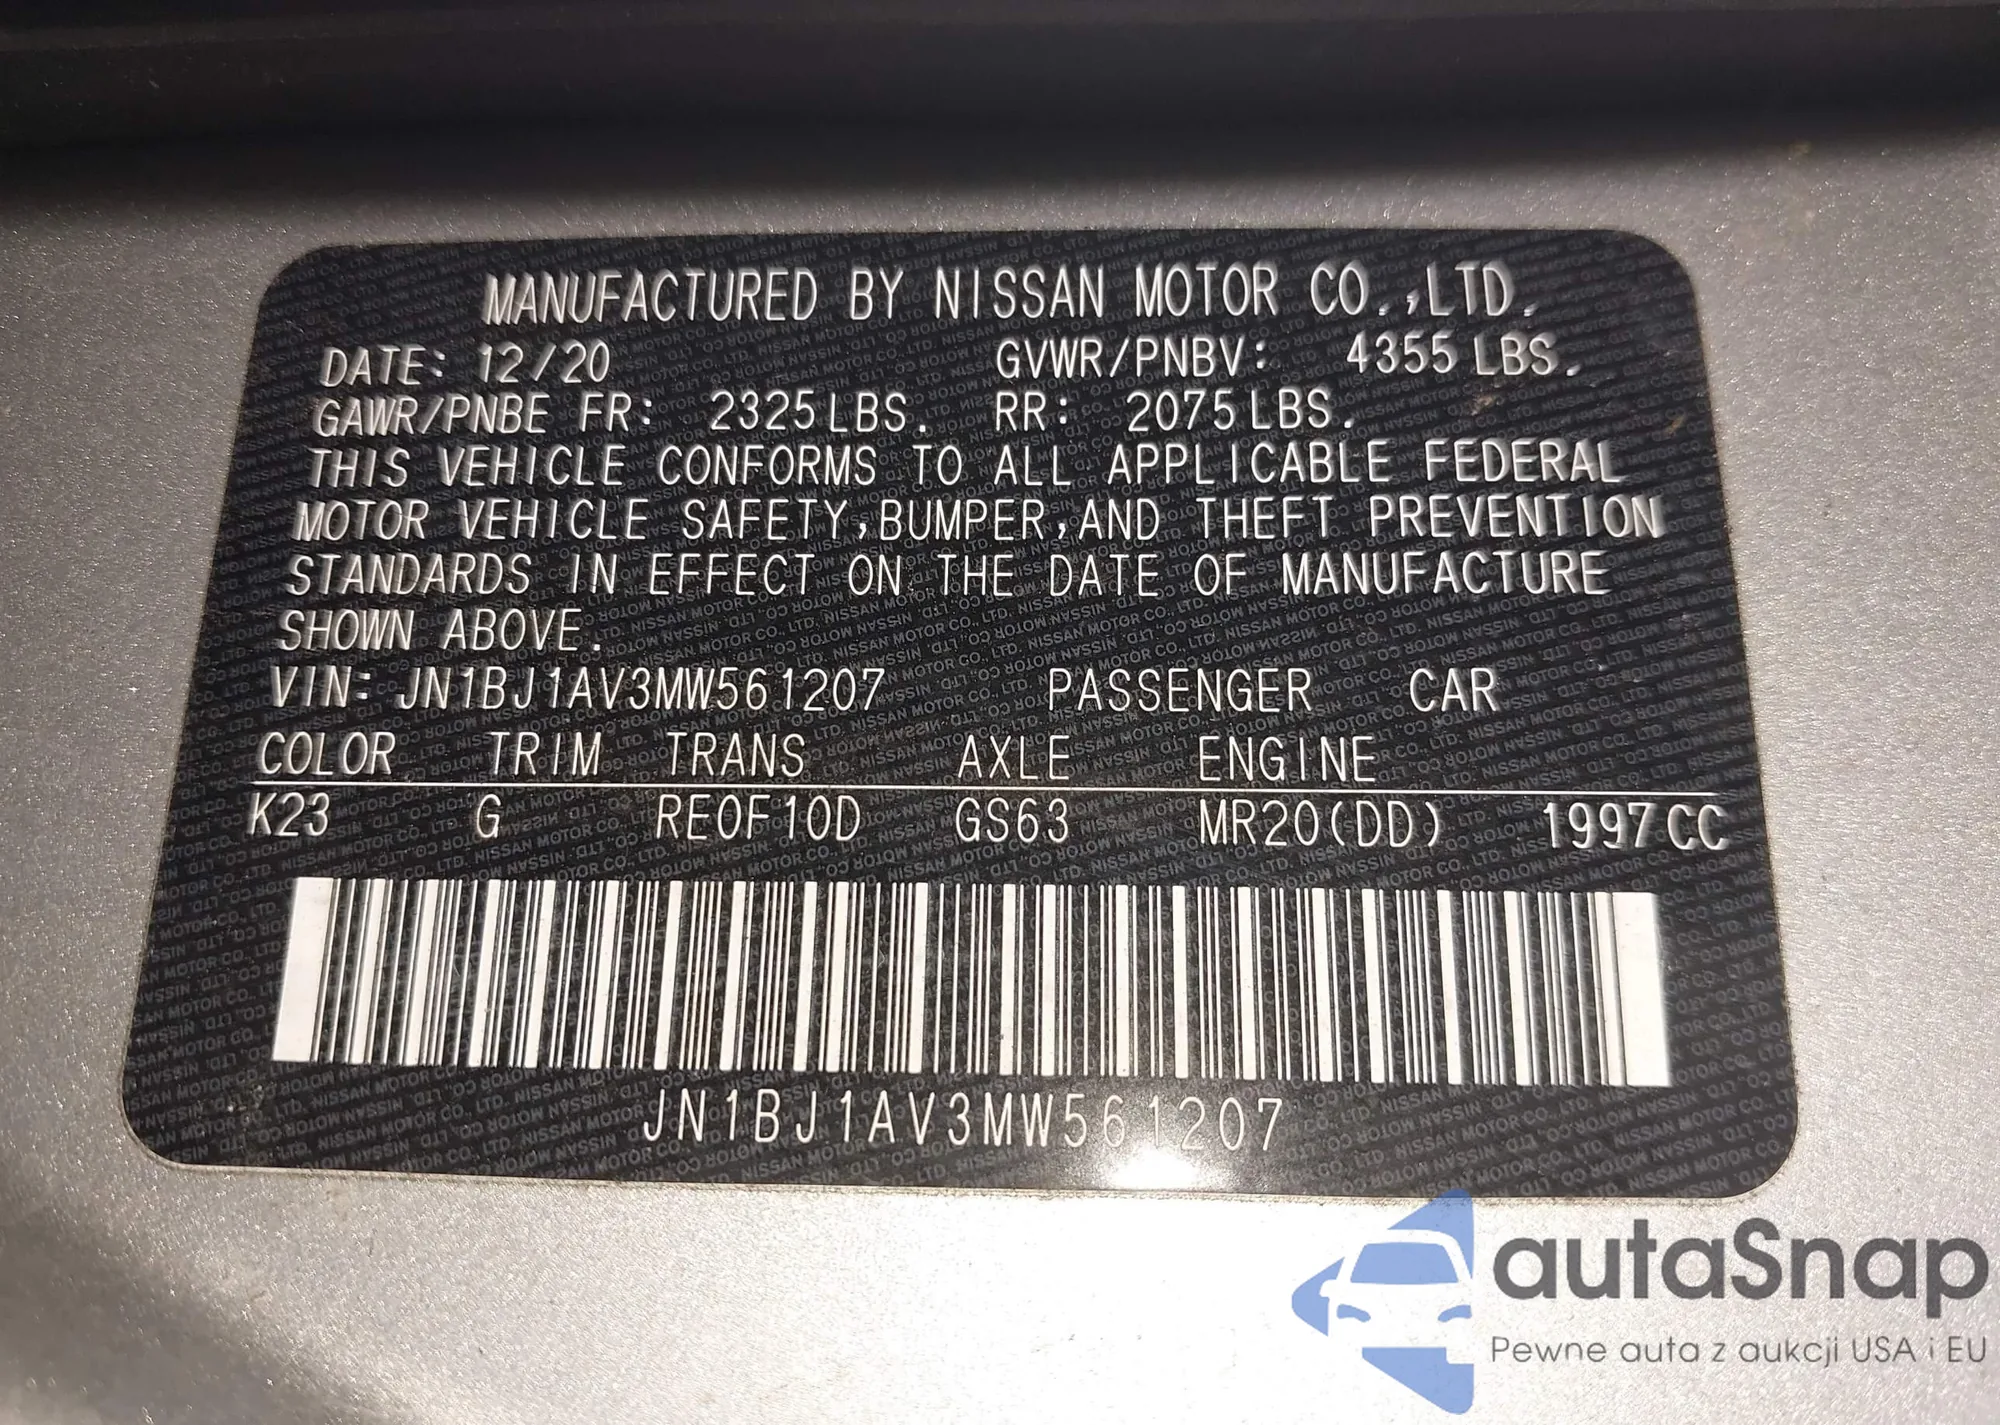 MANUFACTURED BY NISSAN MOTOR CO.,LTD.
DATE: 12/20 GVWR/PNBV: 4355 LBS.
GAWR/PNBE FR: 2325 LBS. RR: 2075 LBS.
THIS VEHICLE CONFORMS TO ALL APPLICABLE FEDERAL
MOTOR VEHICLE SAFETY, BUMPER, AND THEFT PREVENTION
STANDARDS IN EFFECT ON THE DATE OF MANUFACTURE
SHOWN ABOVE.
VIN: JN1BJ1AV3MW561207 PASSENGER CAR
COLOR TRIM TRANS AXLE ENGINE
K23 G RE0F10D GS63 MR20(DD) 1997CC
JN1BJ1AV3MW561207
autaSnap
Pewne auta z aukcji USA i EU